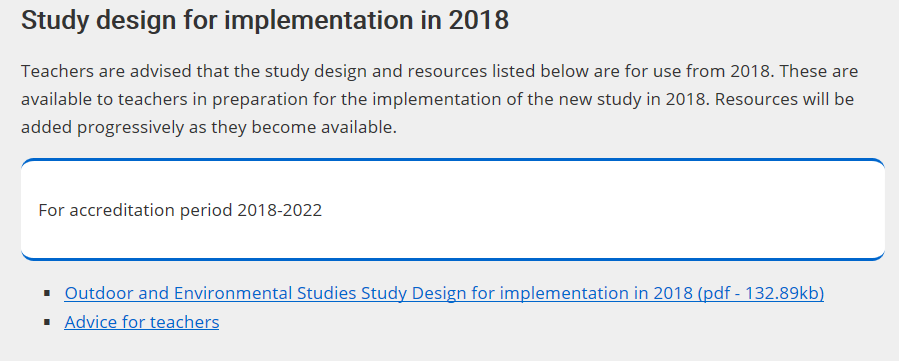 Study design for implementation in 2018
Teachers are advised that the study design and resources listed below are for use from 2018. These are
available to teachers in preparation for the implementation of the new study in 2018. Resources will be
added progressively as they become available.
For accreditation period 2018-2022
Outdoor and Environmental Studies Study Design for implementation in 2018 (pdf - 132.89kb)
Advice for teachers